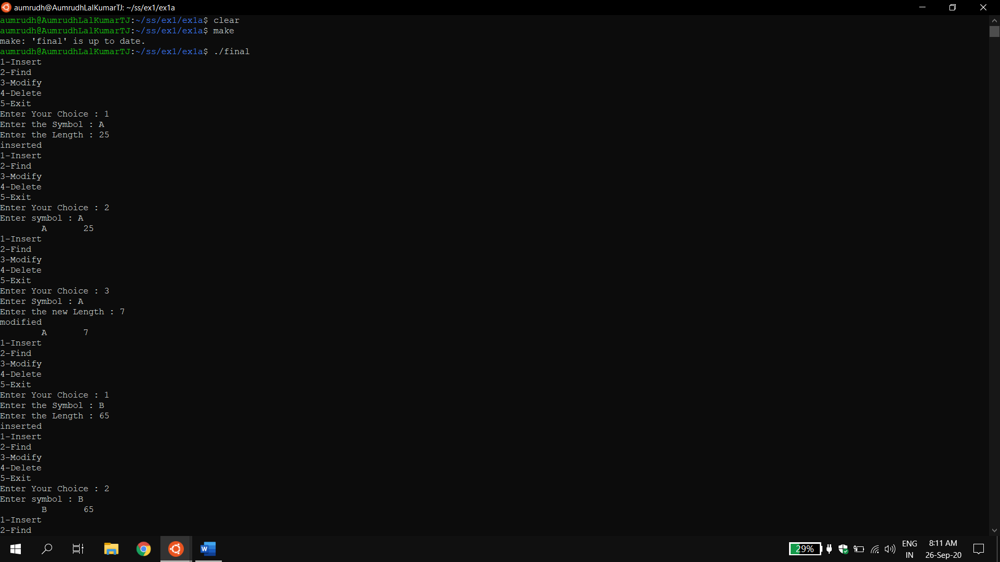 aumrudh@AumrudhLalKumarTJ: ~/ss/ex1/ex1a
aumrudh@AumrudhLalKumarTJ:~/ss/ex1/ex1a$ clear
aumrudh@AumrudhLalKumarTJ:~/ss/ex1/ex1a$ make
make: 'final' is up to date.
aumrudh@AumrudhLalKumarTJ:~/ss/ex1/ex1a$ ./final
1-Insert
2-Find
3-Modify
4-Delete
5-Exit
Enter Your Choice : 1
Enter the Symbol : A
Enter the Length : 25
inserted
1-Insert
2-Find
3-Modify
4-Delete
5-Exit
Enter Your Choice : 2
Enter symbol : A
        A       25
1-Insert
2-Find
3-Modify
4-Delete
5-Exit
Enter Your Choice : 3
Enter Symbol : A
Enter the new Length : 7
modified
        A       7
1-Insert
2-Find
3-Modify
4-Delete
5-Exit
Enter Your Choice : 1
Enter the Symbol : B
Enter the Length : 65
inserted
1-Insert
2-Find
3-Modify
4-Delete
5-Exit
Enter Your Choice : 2
Enter symbol : B
        B       65
1-Insert
2-Find
W
29%
ENG
IN
8:11 AM
26-Sep-20